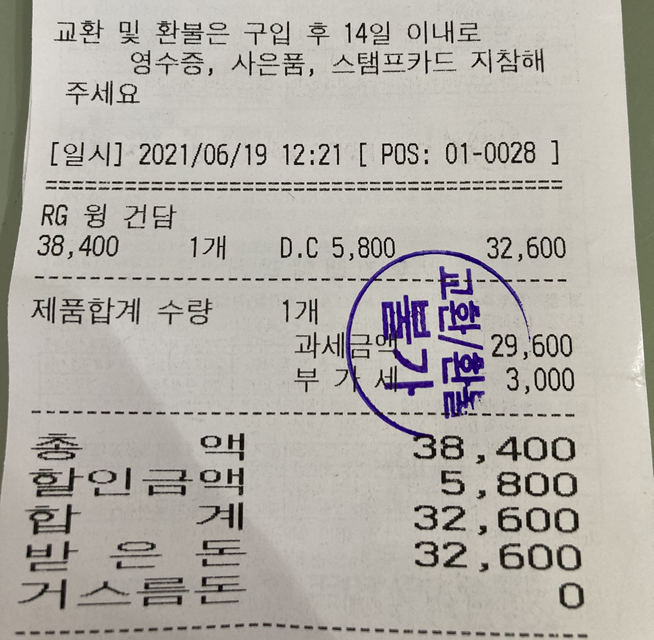 교환 및 환불은 구입 후 14일 이내로
영수증, 사은품, 스탬프카드 지참해
주세요
[일시] 2021/06/19 12:21 [ POS: 01-0028 ]
==========================================
RG 윙 건담
38,400 1개 D.C 5,800 32,600
------------------------------------------
제품합계 수량 1개
과세금액 29,600
부 가 세 3,000
교환/환불
불가
------------------------------------------
총 액 38,400
할인금액 5,800
합 계 32,600
받 은 돈 32,600
거스름돈 0
------------------------------------------